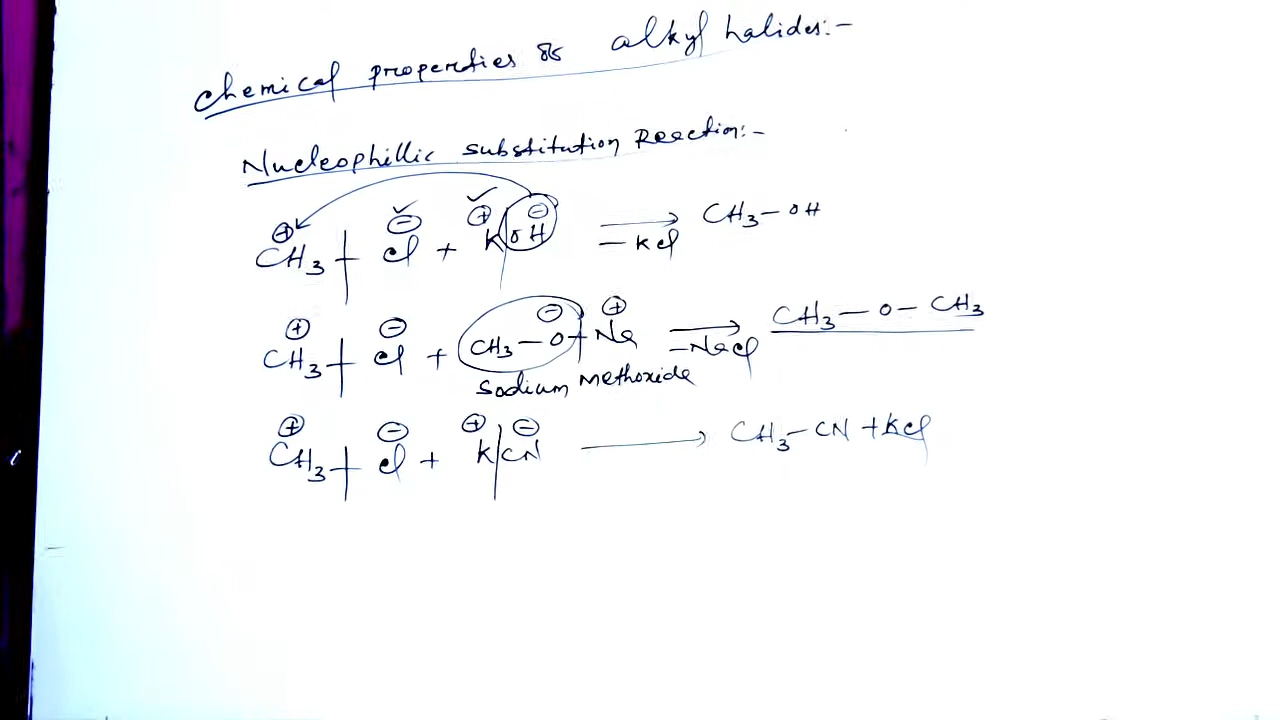 Chemical properties of alkyl halides:-
Nucleophillic substitution Reaction:-
⊕ ⊖ ⊕ ⊖
CH₃ + Cl + K|OH → -KCl CH₃-OH
⊕ ⊖ ⊖ ⊕
CH₃ + Cl + CH₃-O + Na → -NaCl CH₃-O-CH₃
Sodium Methoxide
⊕ ⊖ ⊕ ⊖
CH₃ + Cl + K|CN → CH₃-CN + KCl